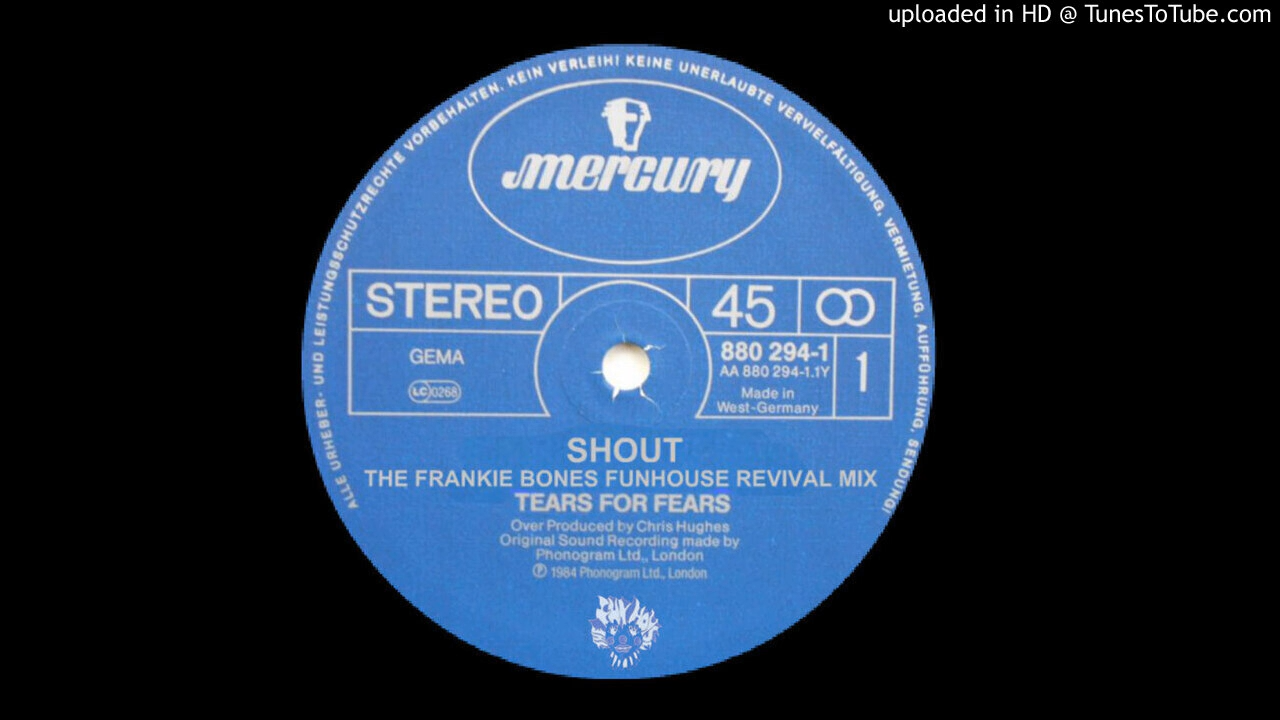 uploaded in HD @ TunesToTube.com
ALLE URHEBER- UND LEISTUNGSSCHUTZRECHTE VORBEHALTEN. KEIN VERLEIH! KEINE UNERLAUBTE VERVIELFÄLTIGUNG, VERMIETUNG, AUFFÜHRUNG, SENDUNG!
mercury
STEREO
45
GEMA
LC 0268
880 294-1
AA 880 294-1.1Y
Made in
West-Germany
1
SHOUT
THE FRANKIE BONES FUNHOUSE REVIVAL MIX
TEARS FOR FEARS
Over Produced by Chris Hughes
Original Sound Recording made by
Phonogram Ltd., London
Ⓟ 1984 Phonogram Ltd., London